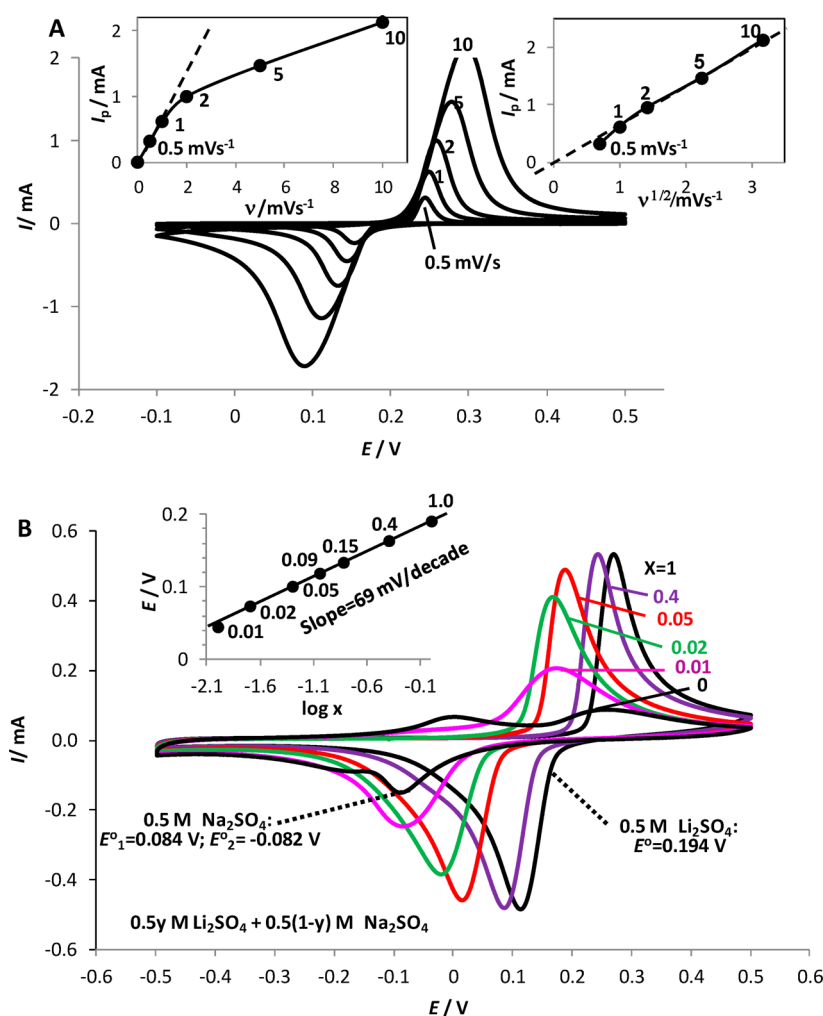 A
I_p / mA
2
1
0
0.5 mVs⁻¹
1
2
5
10
0 2 4 6 8 10
ν /mVs⁻¹
I_p / mA
2
1
0
0.5 mVs⁻¹
1
2
5
10
0 1 2 3
ν^1/2/mVs⁻¹
10
5
2
1
0.5 mV/s
I/ mA
2
1
0
-1
-2
-0.2 -0.1 0 0.1 0.2 0.3 0.4 0.5
E / V
B
E / V
0.2
0.1
0
0.01
0.02
0.05
0.09
0.15
0.4
1.0
Slope=69 mV/decade
-2.1 -1.6 -1.1 -0.6 -0.1
log x
X=1
0.4
0.05
0.02
0.01
0
I/ mA
0.6
0.4
0.2
0.0
-0.2
-0.4
-0.6
0.5 M Na₂SO₄:
E°₁=0.084 V; E°₂= -0.082 V
0.5 M Li₂SO₄:
E°=0.194 V
0.5y M Li₂SO₄ + 0.5(1-y) M Na₂SO₄
-0.6 -0.5 -0.4 -0.3 -0.2 -0.1 0 0.1 0.2 0.3 0.4 0.5 0.6
E / V